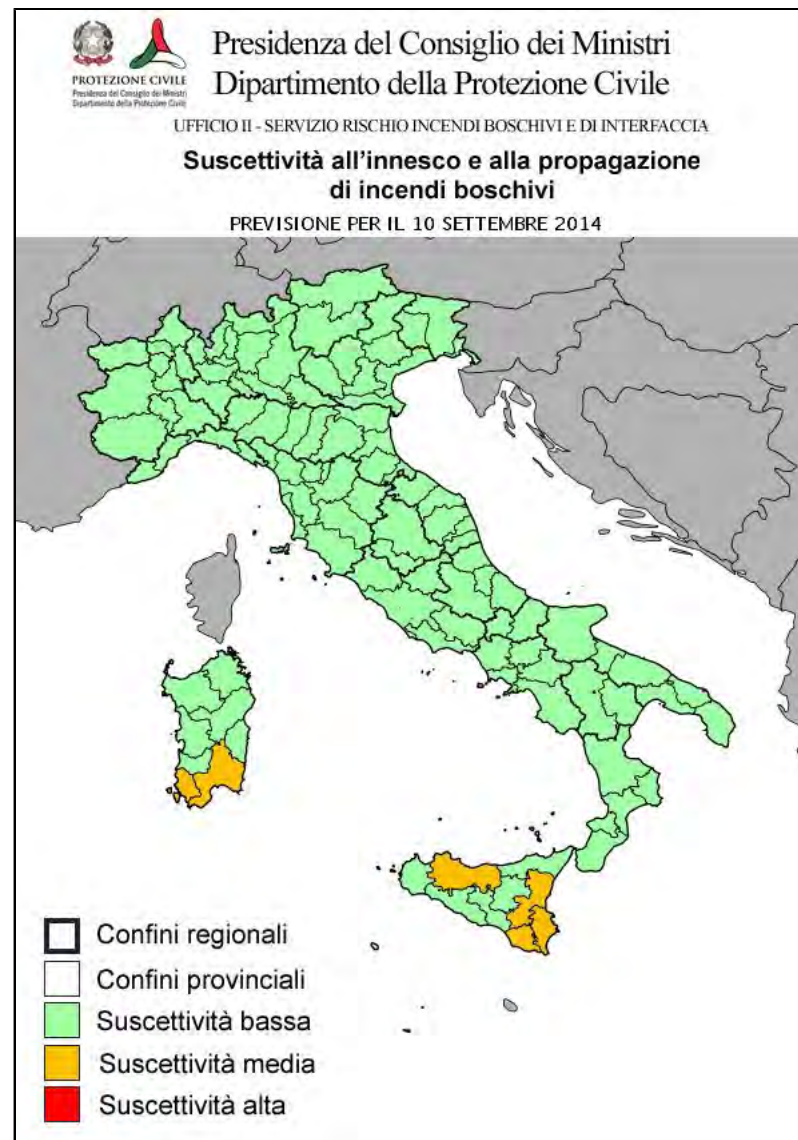 Presidenza del Consiglio dei Ministri
Dipartimento della Protezione Civile
PROTEZIONE CIVILE
Presidenza del Consiglio dei Ministri
Dipartimento della Protezione Civile
UFFICIO II - SERVIZIO RISCHIO INCENDI BOSCHIVI E DI INTERFACCIA
Suscettività all'innesco e alla propagazione
di incendi boschivi
PREVISIONE PER IL 10 SETTEMBRE 2014
Confini regionali
Confini provinciali
Suscettività bassa
Suscettività media
Suscettività alta